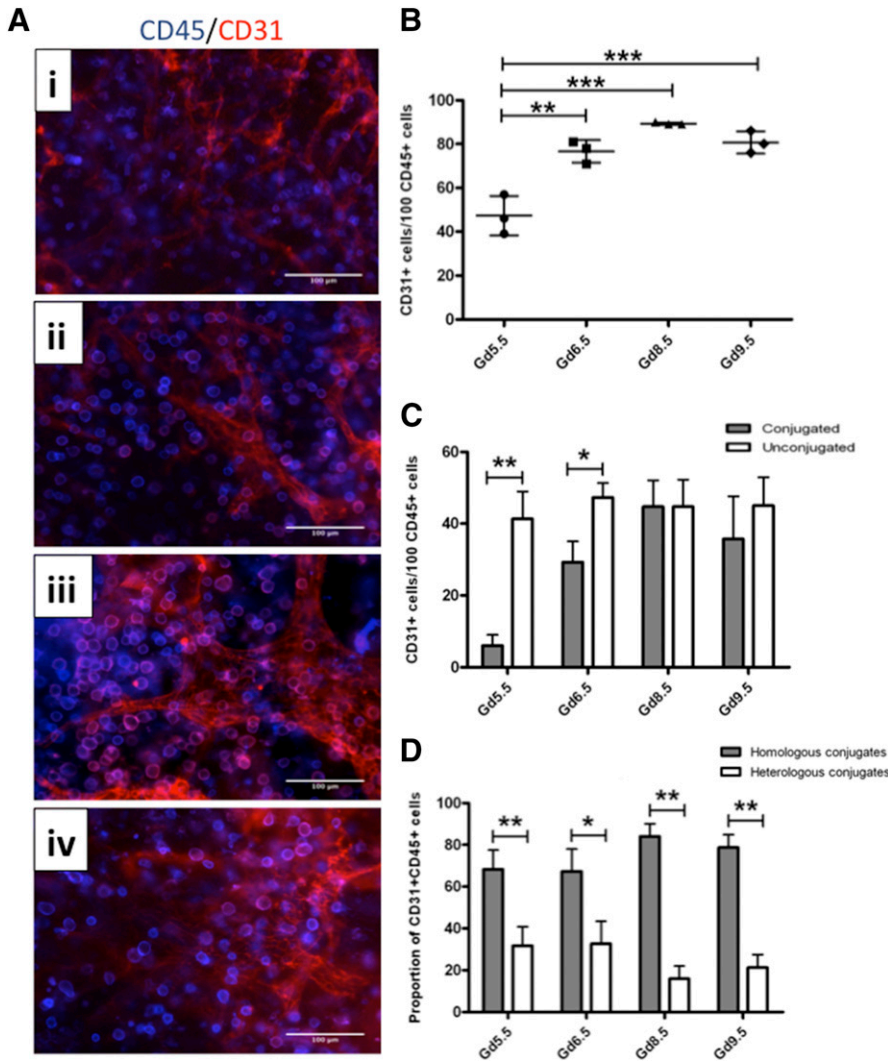 A
CD45/CD31
i
100 µm
ii
100 µm
iii
100 µm
iv
100 µm
B
***
***
**
CD31+ cells/100 CD45+ cells
100
80
60
40
20
0
Gd5.5
Gd6.5
Gd8.5
Gd9.5
C
Conjugated
Unconjugated
**
*
CD31+ cells/100 CD45+ cells
60
40
20
0
Gd5.5
Gd6.5
Gd8.5
Gd9.5
D
Homologous conjugates
Heterologous conjugates
**
*
**
**
Proportion of CD31+CD45+ cells
100
80
60
40
20
0
Gd5.5
Gd6.5
Gd8.5
Gd9.5